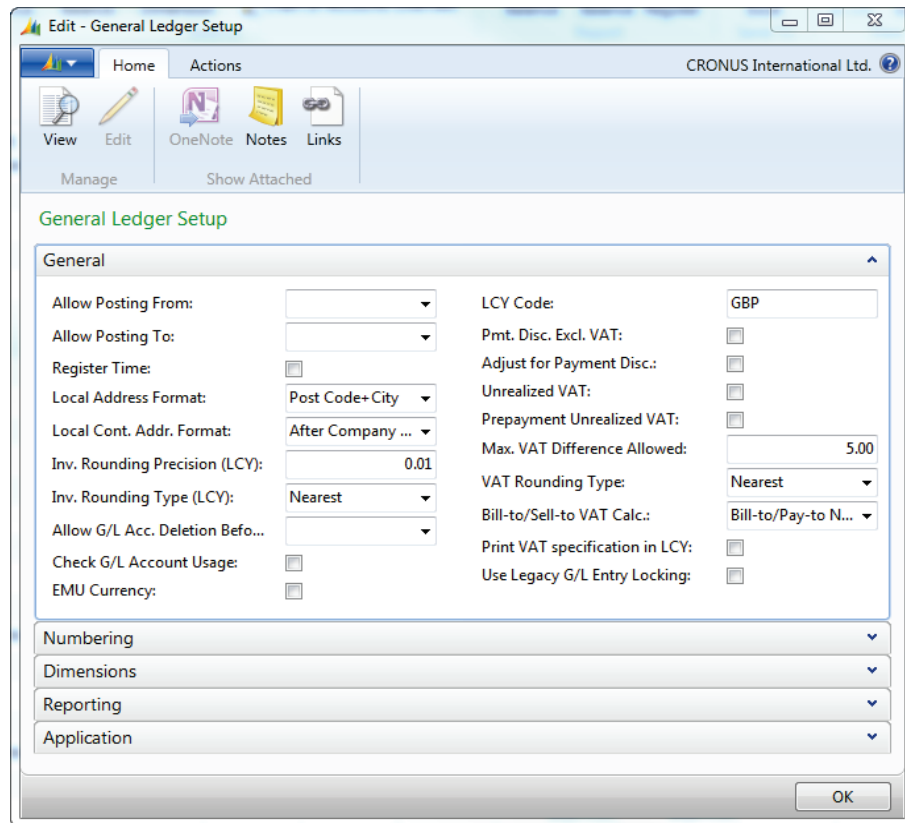 Edit - General Ledger Setup
Home Actions CRONUS International Ltd.
View Edit OneNote Notes Links
Manage Show Attached
General Ledger Setup
General
Allow Posting From:
Allow Posting To:
Register Time:
Local Address Format: Post Code+City
Local Cont. Addr. Format: After Company ...
Inv. Rounding Precision (LCY): 0.01
Inv. Rounding Type (LCY): Nearest
Allow G/L Acc. Deletion Befo...
Check G/L Account Usage:
EMU Currency:
LCY Code: GBP
Pmt. Disc. Excl. VAT:
Adjust for Payment Disc.:
Unrealized VAT:
Prepayment Unrealized VAT:
Max. VAT Difference Allowed: 5.00
VAT Rounding Type: Nearest
Bill-to/Sell-to VAT Calc.: Bill-to/Pay-to N...
Print VAT specification in LCY:
Use Legacy G/L Entry Locking:
Numbering
Dimensions
Reporting
Application
OK